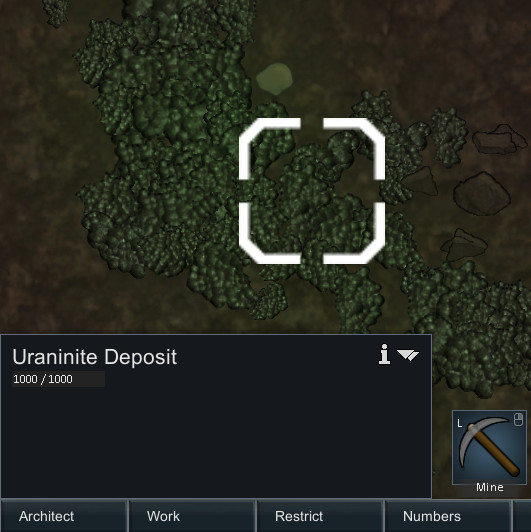 Uraninite Deposit
1000 / 1000
L
Mine
Architect
Work
Restrict
Numbers